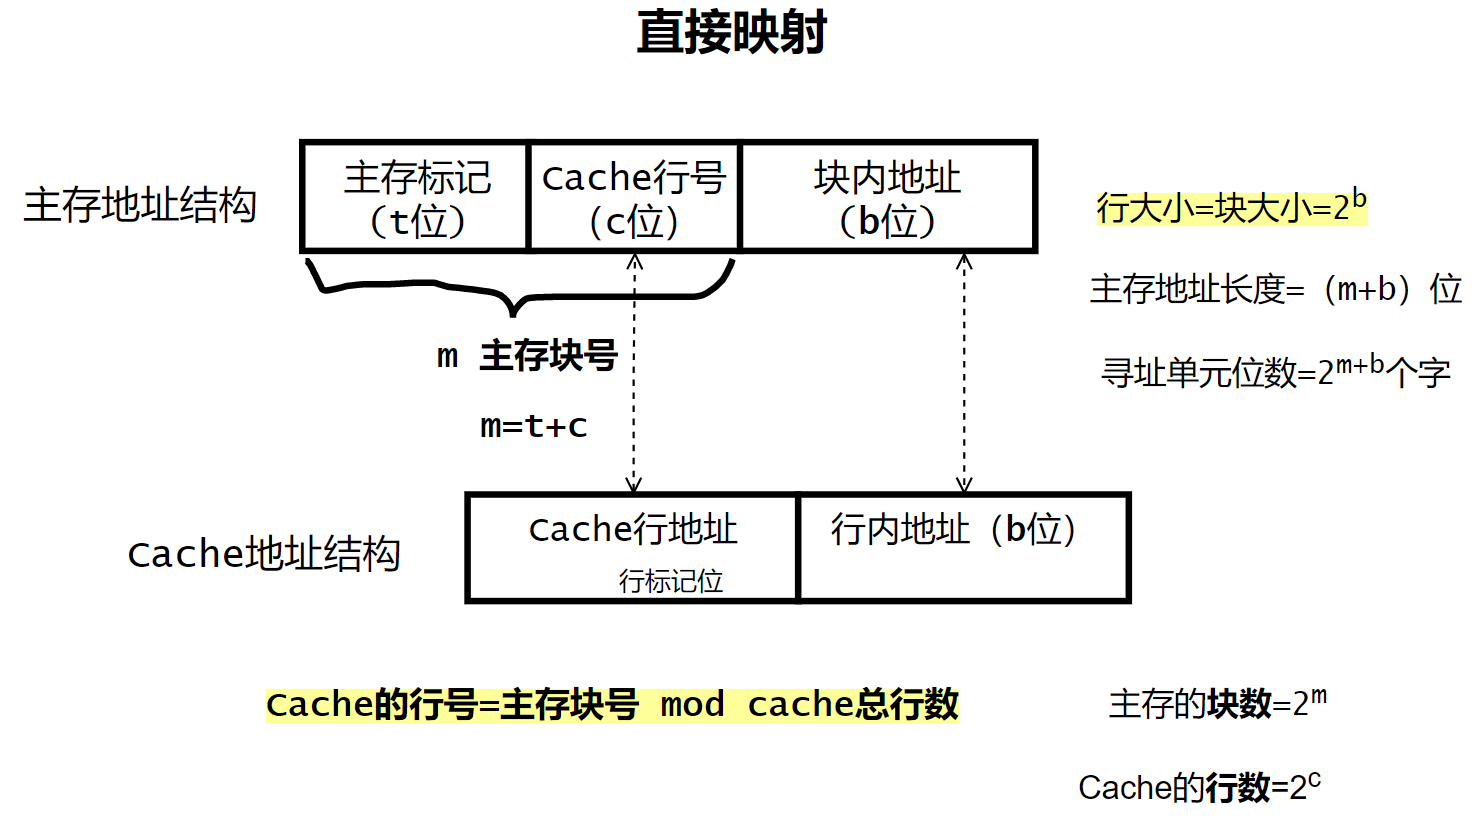 直接映射
主存地址结构
主存标记
（t位）
Cache行号
（c位）
块内地址
（b位）
行大小=块大小=2ᵇ
主存地址长度=（m+b）位
寻址单元位数=2ᵐ⁺ᵇ个字
m 主存块号
m=t+c
Cache地址结构
Cache行地址
行标记位
行内地址（b位）
Cache的行号=主存块号 mod cache总行数
主存的块数=2ᵐ
Cache的行数=2ᶜ